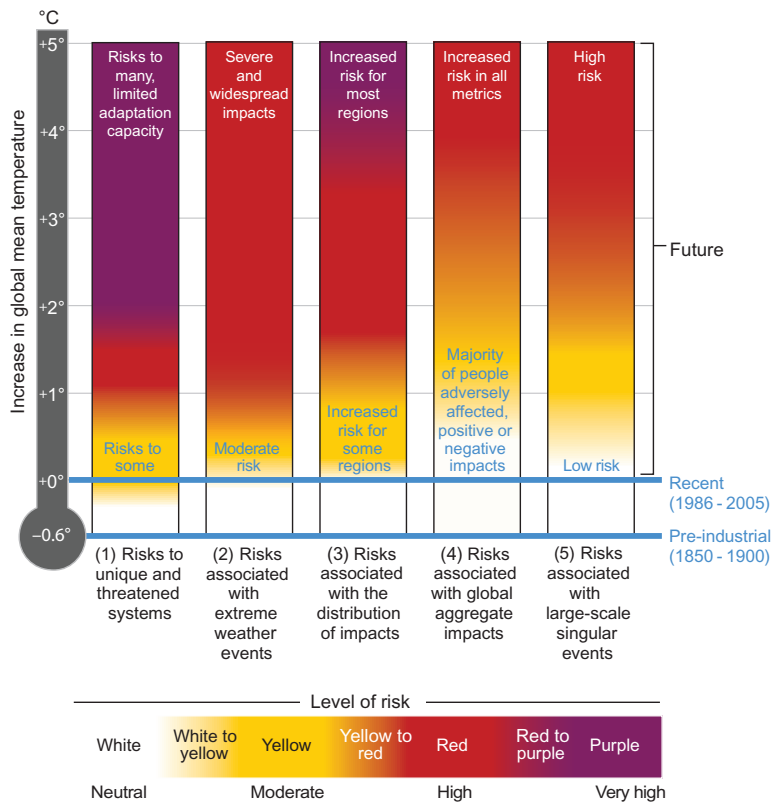 °C
Increase in global mean temperature
+5°
+4°
+3°
+2°
+1°
+0°
–0.6°
Risks to
many,
limited
adaptation
capacity
Risks to
some
Severe
and
widespread
impacts
Moderate
risk
Increased
risk for
most
regions
Increased
risk for
some
regions
Increased
risk in all
metrics
Majority
of people
adversely
affected,
positive or
negative
impacts
High
risk
Low risk
Future
Recent
(1986 - 2005)
Pre-industrial
(1850 - 1900)
(1) Risks to
unique and
threatened
systems
(2) Risks
associated
with
extreme
weather
events
(3) Risks
associated
with the
distribution
of impacts
(4) Risks
associated
with global
aggregate
impacts
(5) Risks
associated
with
large-scale
singular
events
Level of risk
White
White to
yellow
Yellow
Yellow to
red
Red
Red to
purple
Purple
Neutral
Moderate
High
Very high